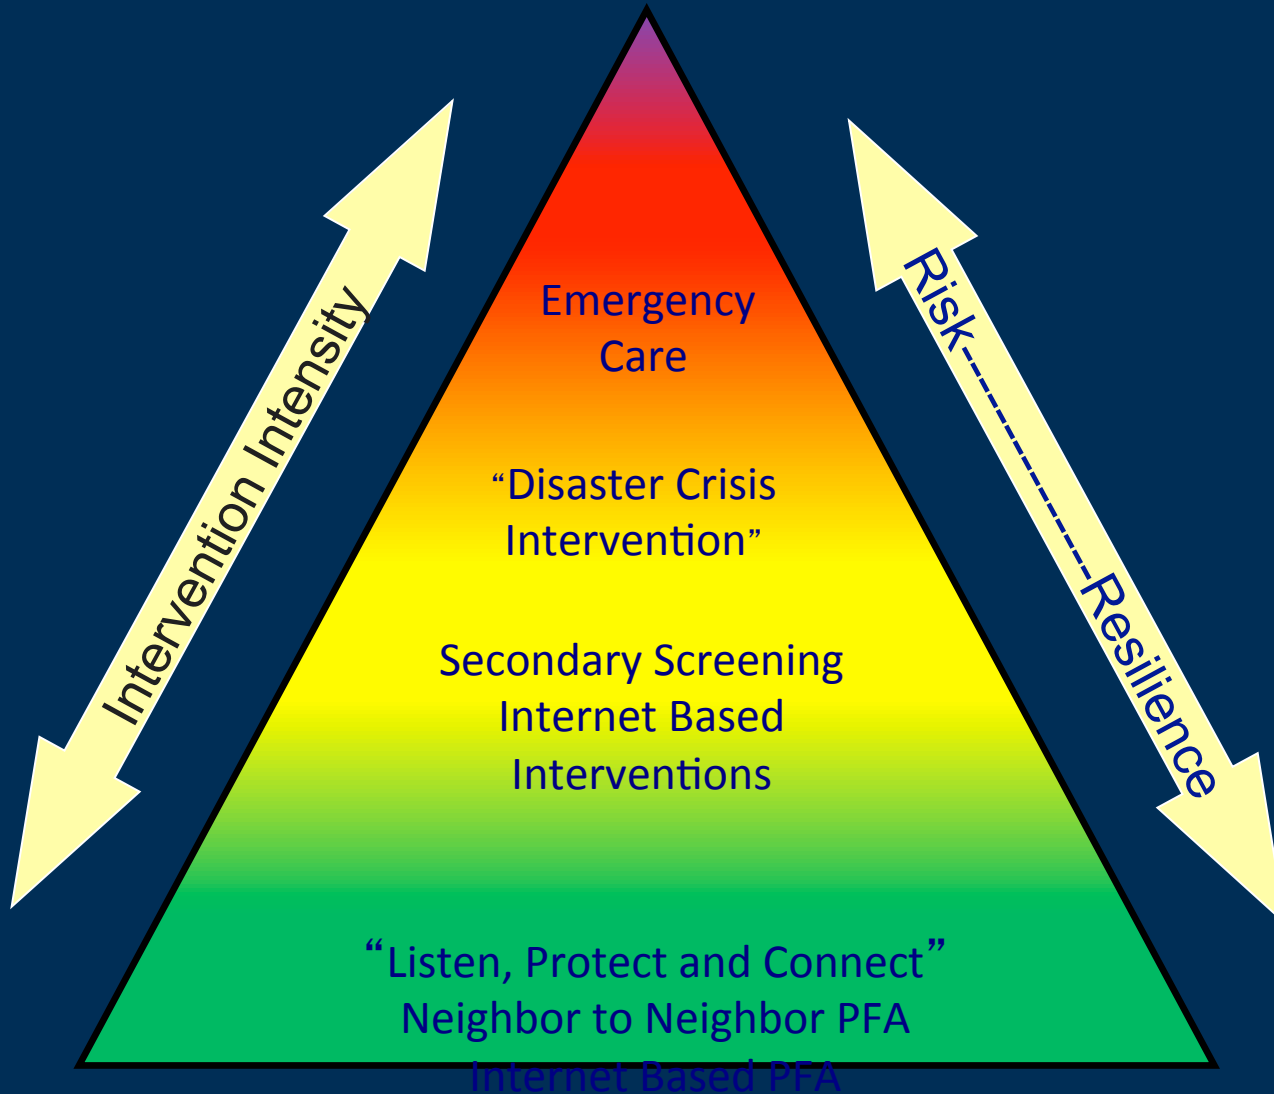 Emergency
Care
“Disaster Crisis
Intervention”
Secondary Screening
Internet Based
Interventions
“Listen, Protect and Connect”
Neighbor to Neighbor PFA
Internet Based PFA
Intervention Intensity
Risk--------------Resilience